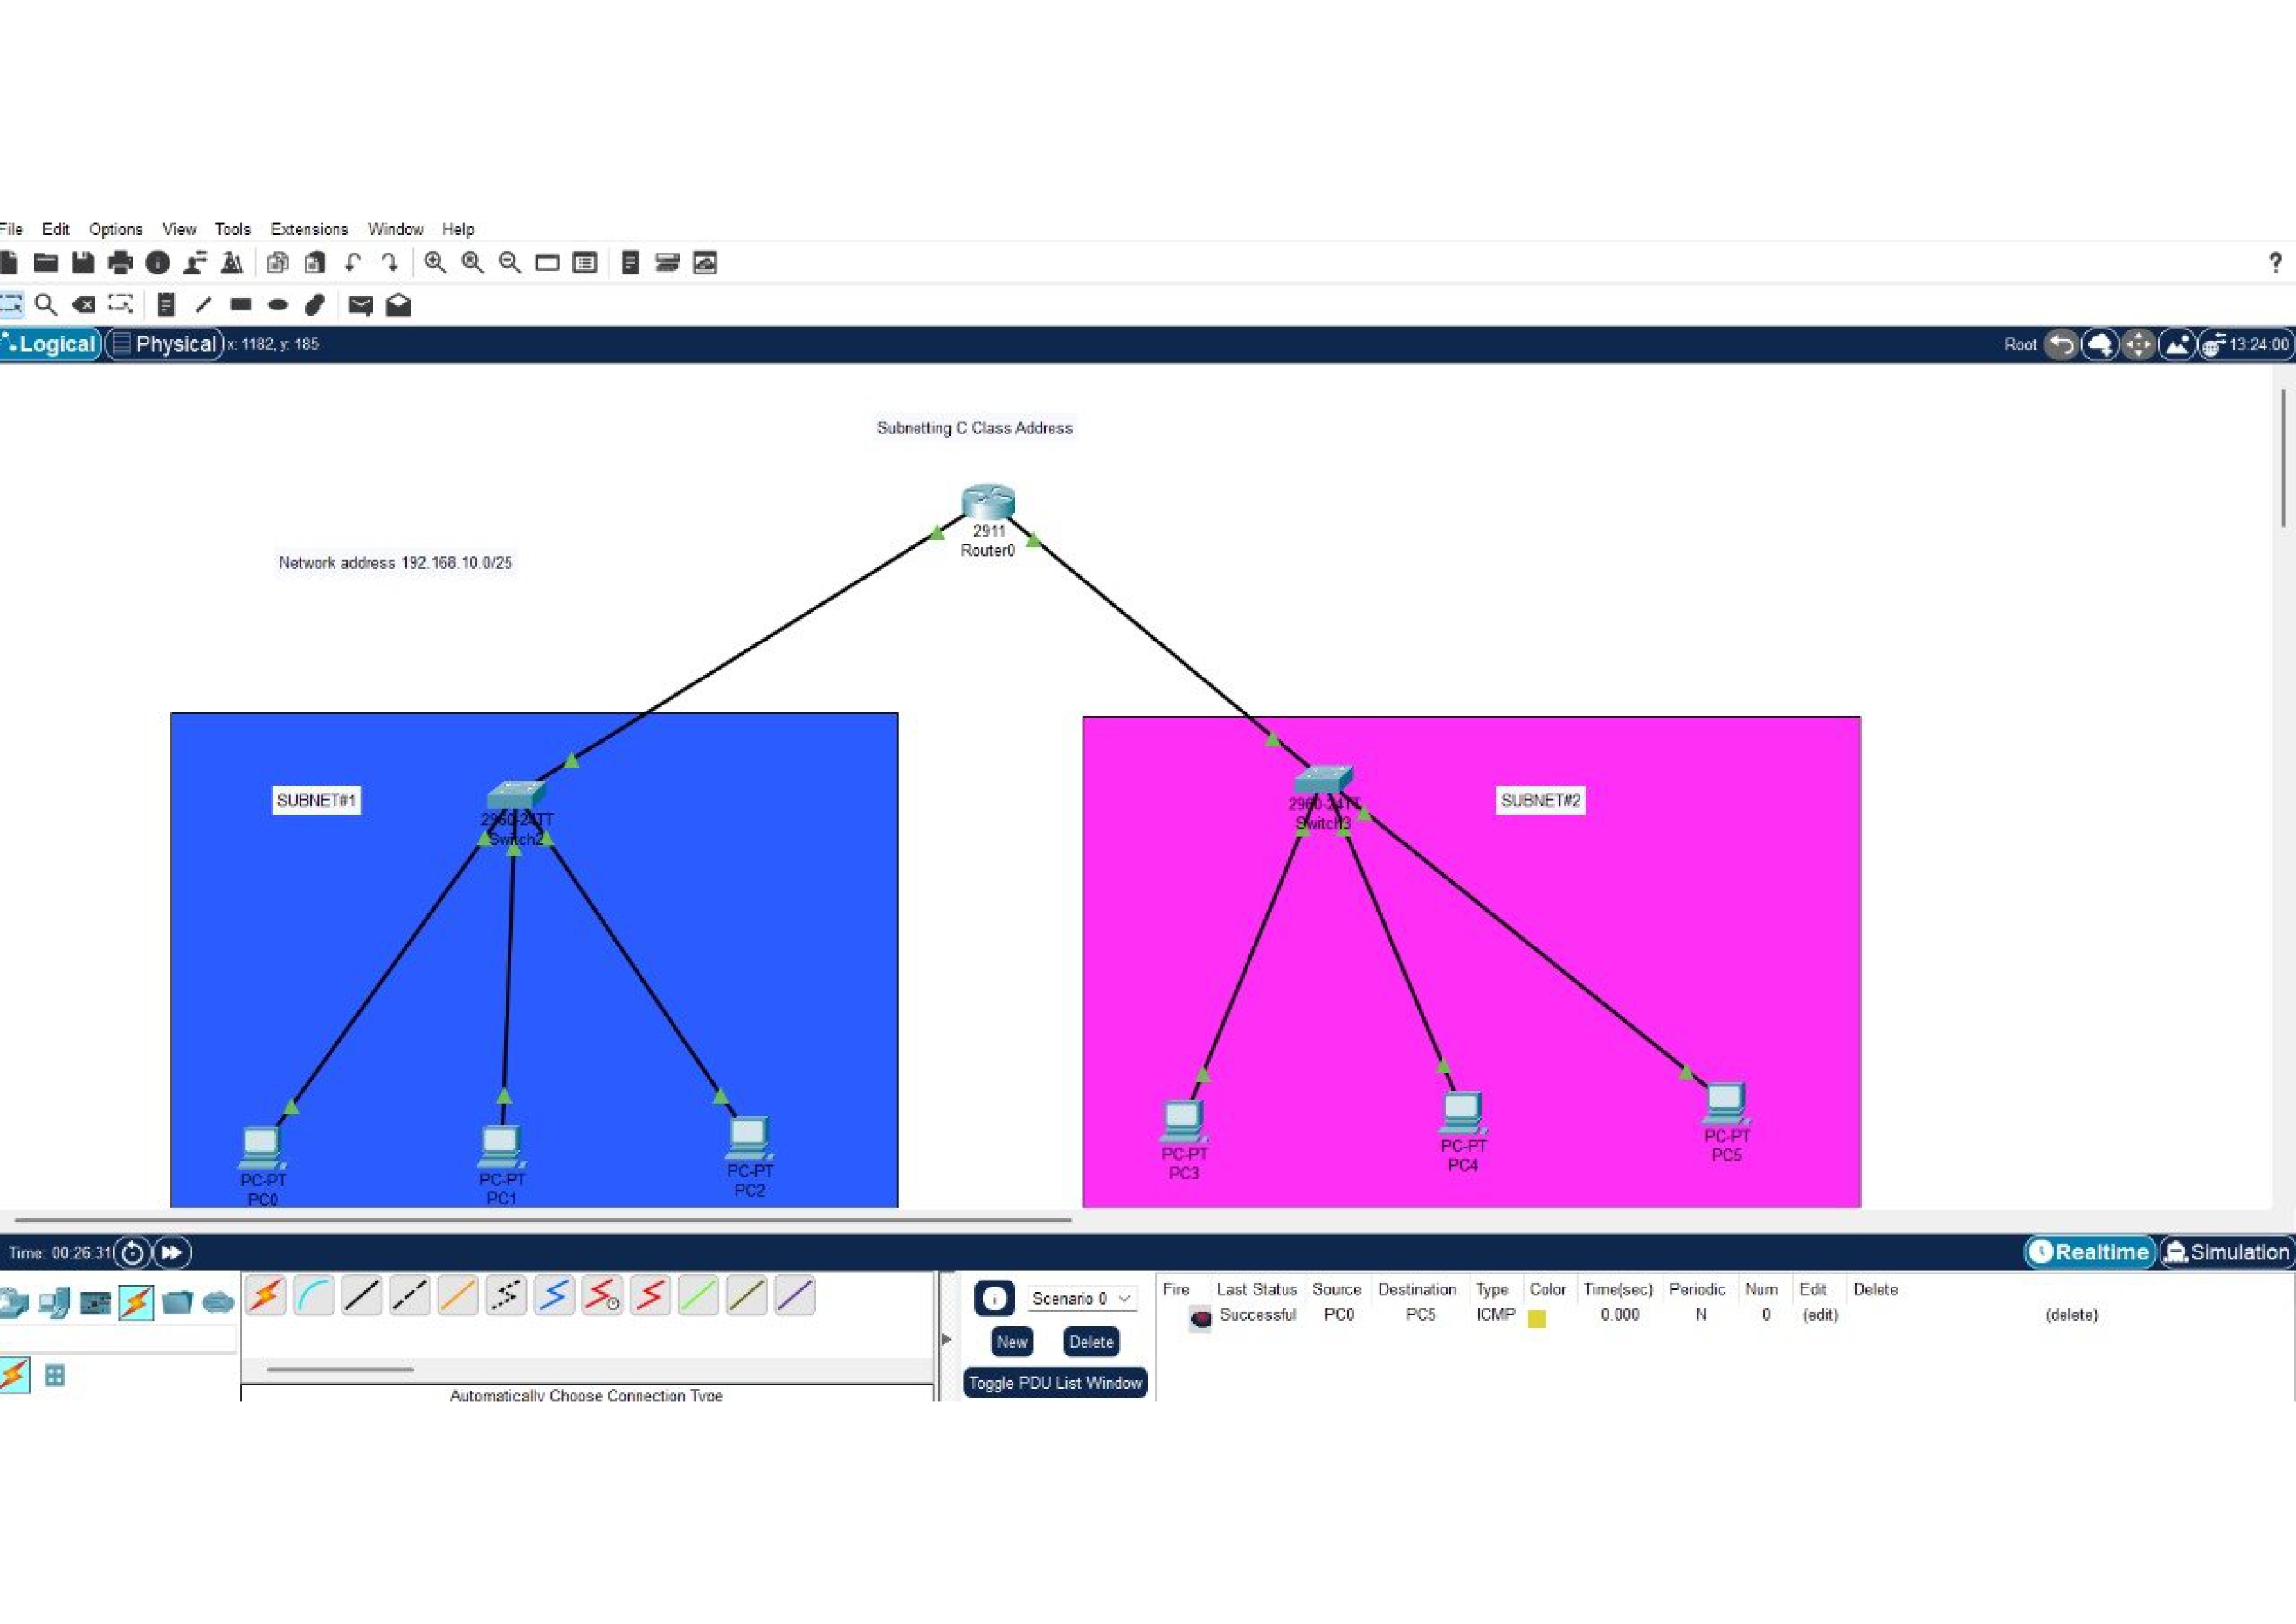 File Edit Options View Tools Extensions Window Help
?
Logical Physical x: 1182, y: 185 Root 13:24:00
Subnetting C Class Address
2911
Router0
Network address 192.168.10.0/25
SUBNET#1
2960-24TT
Switch2
2960-24TT
Switch3
SUBNET#2
PC-PT
PC0
PC-PT
PC1
PC-PT
PC2
PC-PT
PC3
PC-PT
PC4
PC-PT
PC5
Time: 00:26:31 Realtime Simulation
Automatically Choose Connection Type
Scenario 0
New Delete
Toggle PDU List Window
Fire Last Status Source Destination Type Color Time(sec) Periodic Num Edit Delete
Successful PC0 PC5 ICMP 0.000 N 0 (edit) (delete)